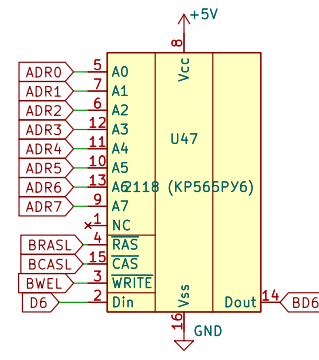 +5V
8
Vcc
ADR0 5 A0
ADR1 7 A1
ADR2 6 A2
ADR3 12 A3
ADR4 11 A4
ADR5 10 A5
ADR6 13 A6
ADR7 9 A7
1 NC
BRASL 4 RAS
BCASL 15 CAS
BWEL 3 WRITE
D6 2 Din
U47
2118 (КР565РУ6)
Dout 14 BD6
Vss
16
GND